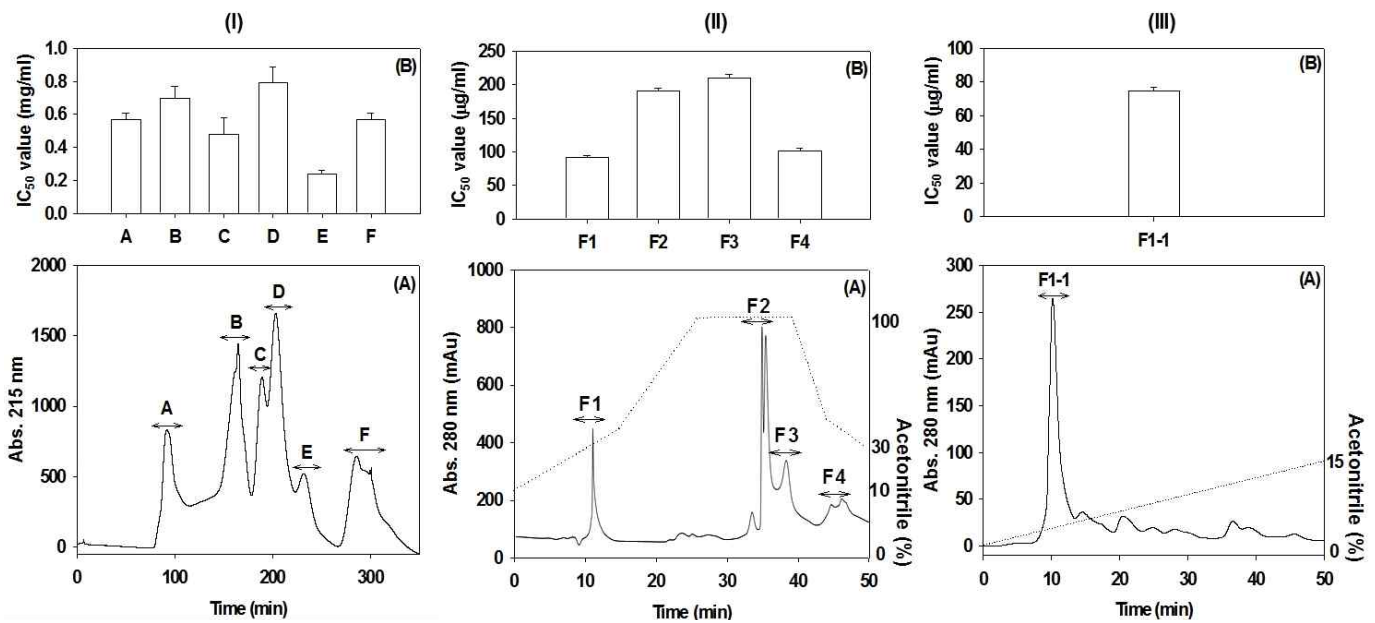 (I)
(II)
(III)
IC50 value (mg/ml)
1.0
0.8
0.6
0.4
0.2
0.0
(B)
A B C D E F
IC50 value (µg/ml)
250
200
150
100
50
0
(B)
F1 F2 F3 F4
IC50 value (µg/ml)
100
80
60
40
20
0
(B)
F1-1
Abs. 215 nm
2000
1500
1000
500
0
(A)
A
B
C
D
E
F
0 100 200 300
Time (min)
Abs. 280 nm (mAu)
1000
800
600
400
200
0
(A)
F1
F2
F3
F4
100
30
10
0
Acetonitrile (%)
0 10 20 30 40 50
Time (min)
Abs. 280 nm (mAu)
300
250
200
150
100
50
0
(A)
F1-1
15
0
Acetonitrile (%)
0 10 20 30 40 50
Time (min)